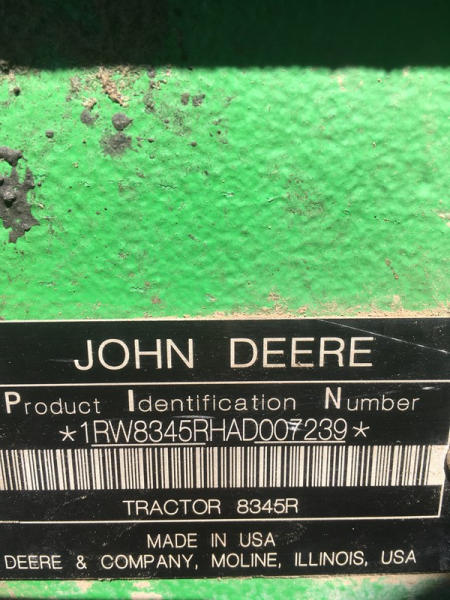 JOHN DEERE
Product Identification Number
*1RW8345RHAD007239*
TRACTOR 8345R
MADE IN USA
DEERE & COMPANY, MOLINE, ILLINOIS, USA